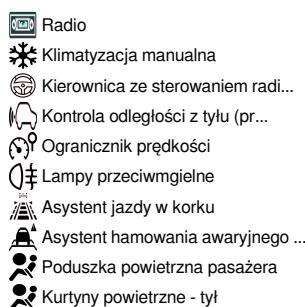 Radio
Klimatyzacja manualna
Kierownica ze sterowaniem radi...
Kontrola odległości z tyłu (pr...
Ogranicznik prędkości
Lampy przeciwmgielne
Asystent jazdy w korku
Asystent hamowania awaryjnego ...
Poduszka powietrzna pasażera
Kurtyny powietrzne - tył